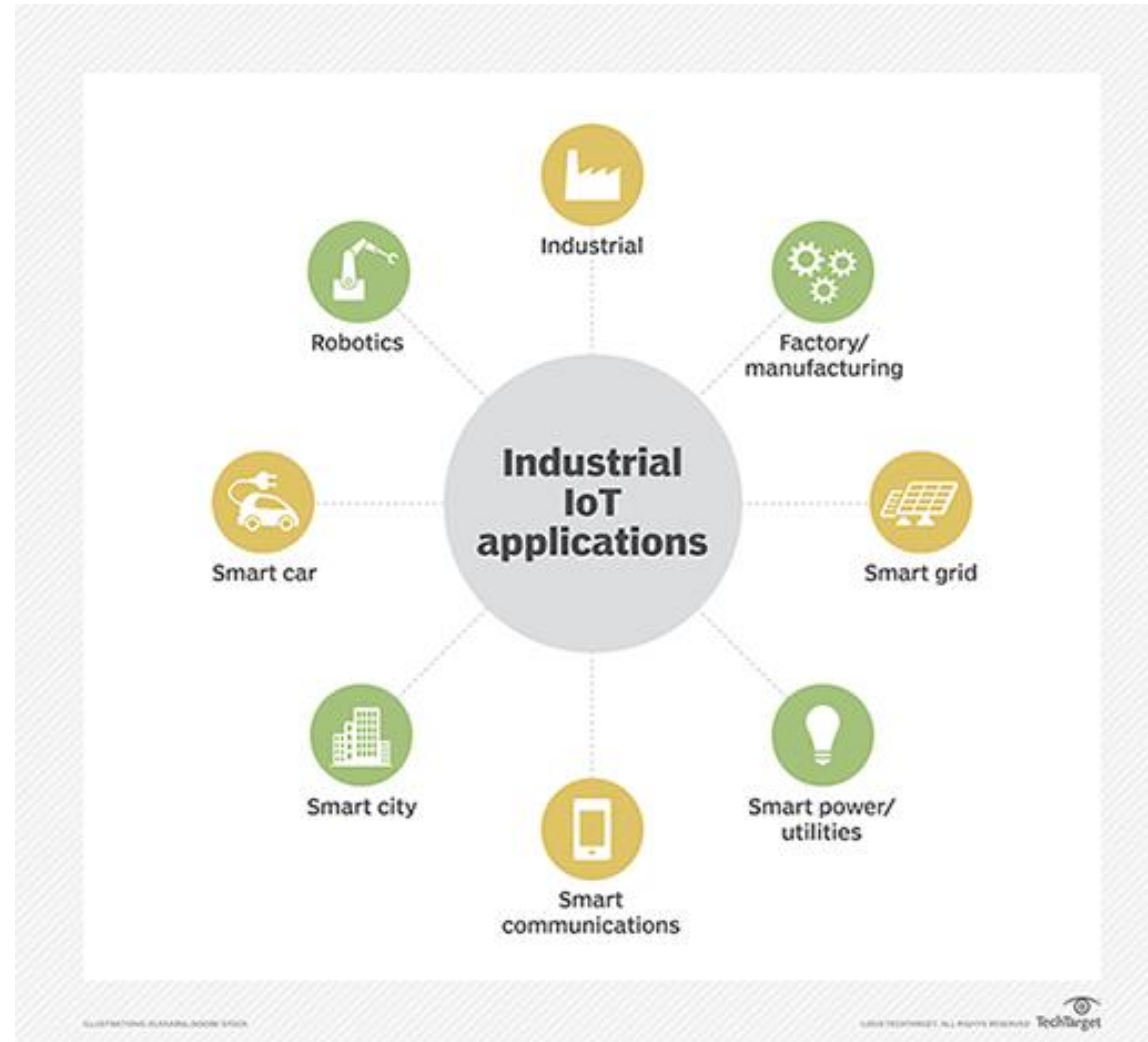 Industrial
Robotics
Factory/
manufacturing
Industrial
IoT
applications
Smart car
Smart grid
Smart city
Smart power/
utilities
Smart
communications
TechTarget